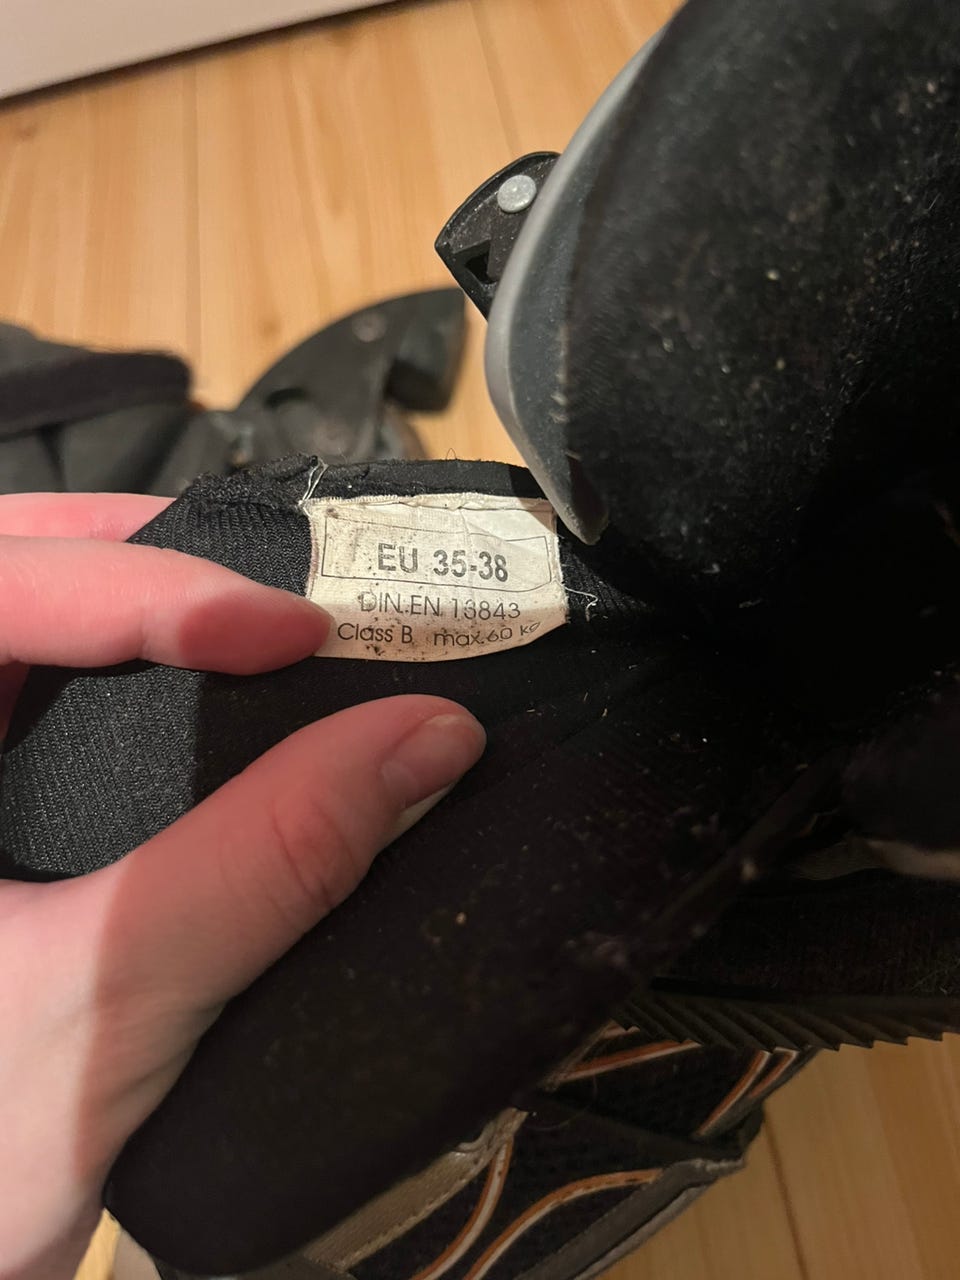 EU 35-38
DIN.EN 13843
Class B max.60 kg